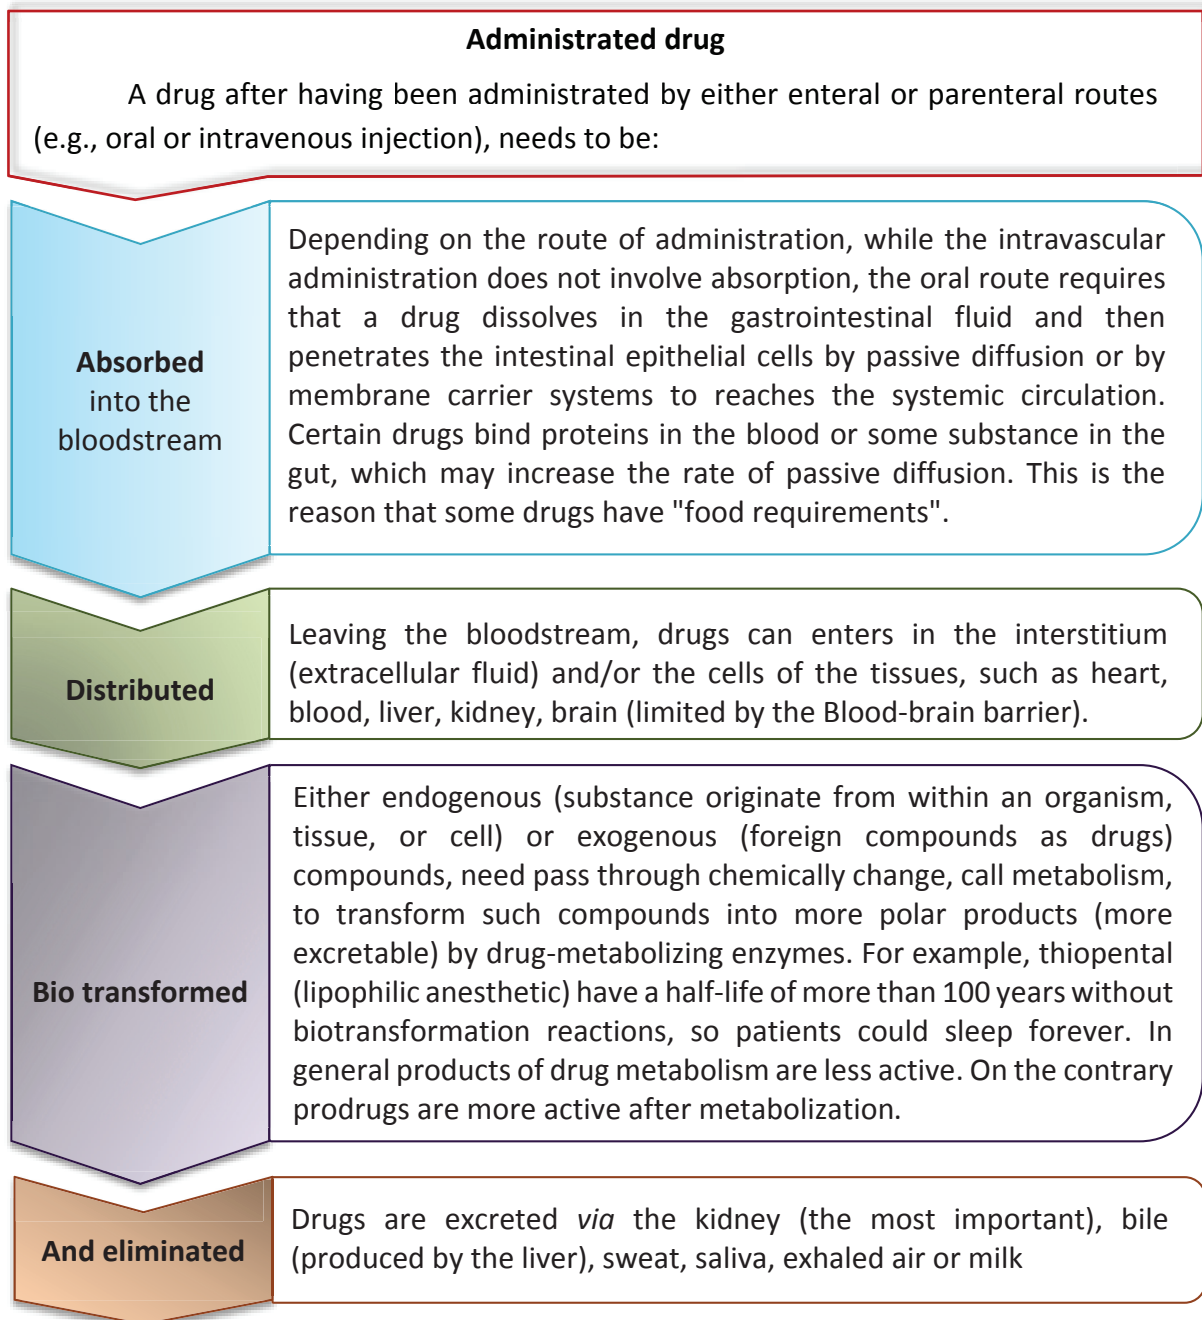 Administrated drug
A drug after having been administrated by either enteral or parenteral routes
(e.g., oral or intravenous injection), needs to be:
Absorbed
into the
bloodstream
Depending on the route of administration, while the intravascular
administration does not involve absorption, the oral route requires
that a drug dissolves in the gastrointestinal fluid and then
penetrates the intestinal epithelial cells by passive diffusion or by
membrane carrier systems to reaches the systemic circulation.
Certain drugs bind proteins in the blood or some substance in the
gut, which may increase the rate of passive diffusion. This is the
reason that some drugs have "food requirements".
Distributed
Leaving the bloodstream, drugs can enters in the interstitium
(extracellular fluid) and/or the cells of the tissues, such as heart,
blood, liver, kidney, brain (limited by the Blood-brain barrier).
Bio transformed
Either endogenous (substance originate from within an organism,
tissue, or cell) or exogenous (foreign compounds as drugs)
compounds, need pass through chemically change, call metabolism,
to transform such compounds into more polar products (more
excretable) by drug-metabolizing enzymes. For example, thiopental
(lipophilic anesthetic) have a half-life of more than 100 years without
biotransformation reactions, so patients could sleep forever. In
general products of drug metabolism are less active. On the contrary
prodrugs are more active after metabolization.
And eliminated
Drugs are excreted via the kidney (the most important), bile
(produced by the liver), sweat, saliva, exhaled air or milk